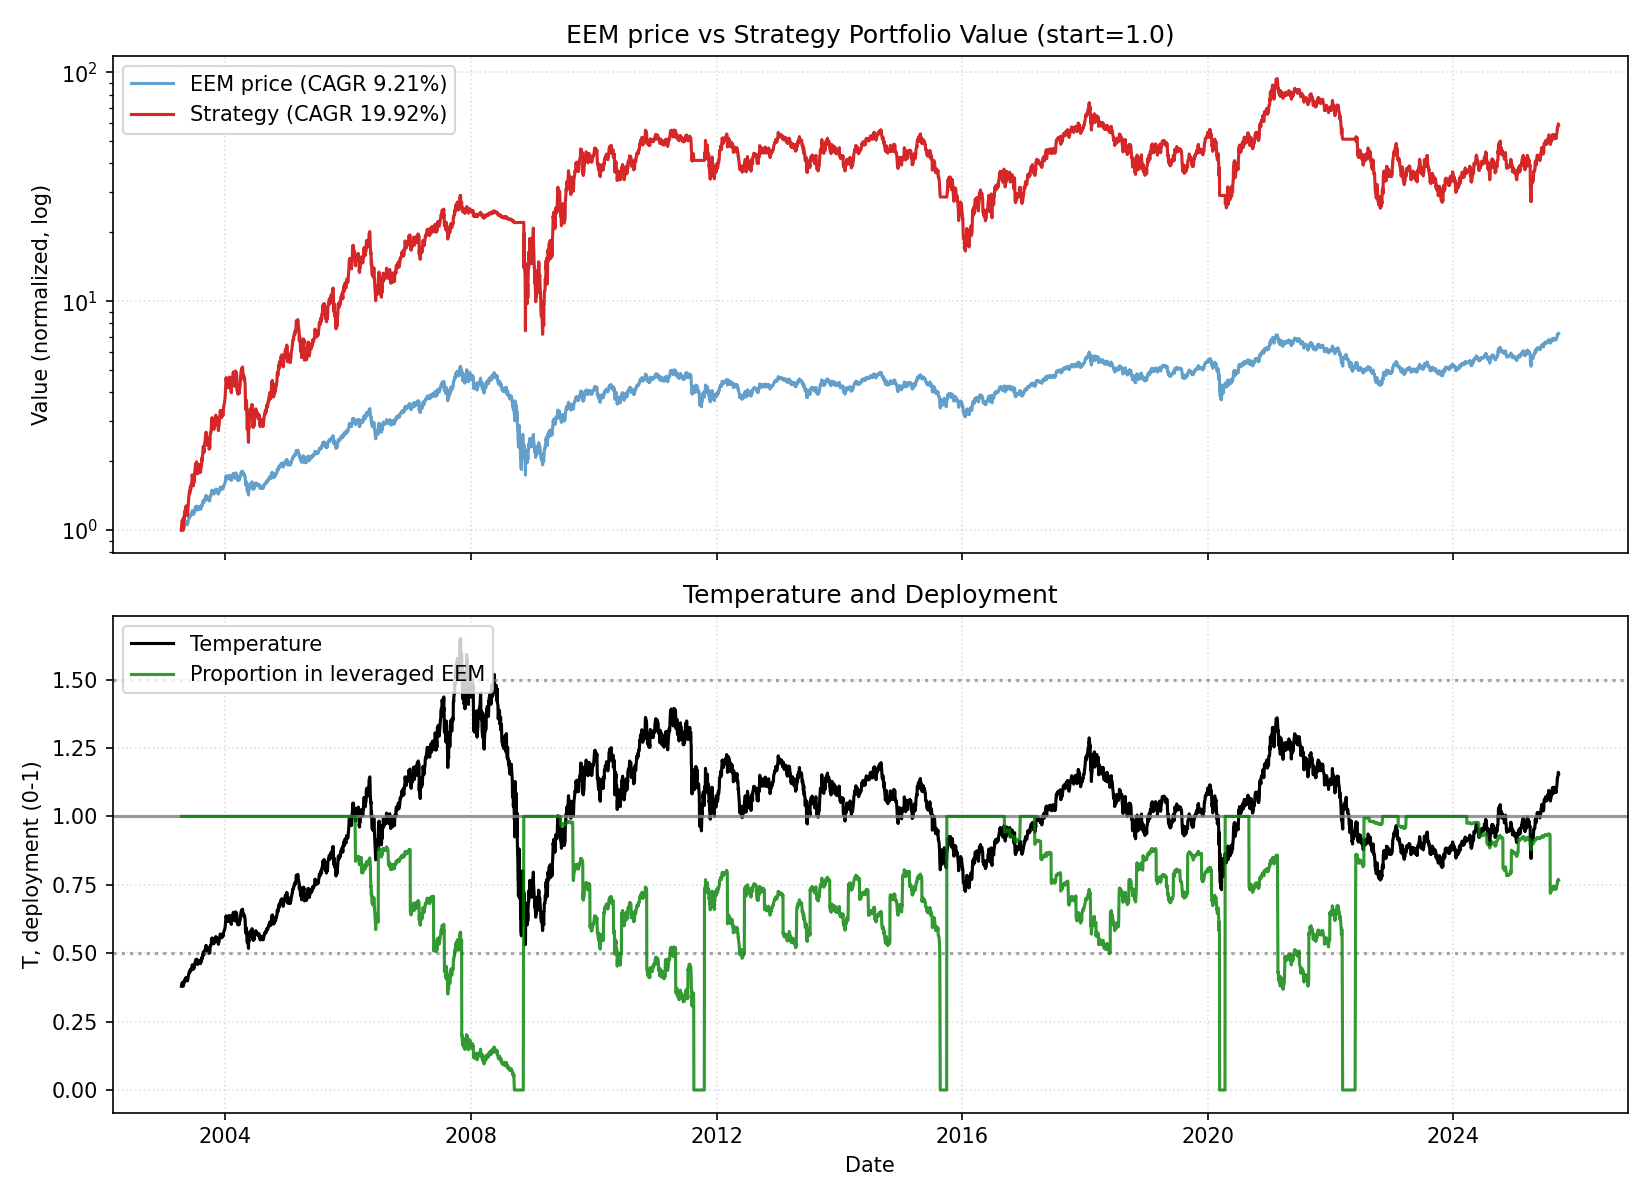 EEM price vs Strategy Portfolio Value (start=1.0)
10²
EEM price (CAGR 9.21%)
Strategy (CAGR 19.92%)
Value (normalized, log)
10¹
10⁰
Temperature and Deployment
Temperature
Proportion in leveraged EEM
T, deployment (0-1)
1.50
1.25
1.00
0.75
0.50
0.25
0.00
2004 2008 2012 2016 2020 2024
Date